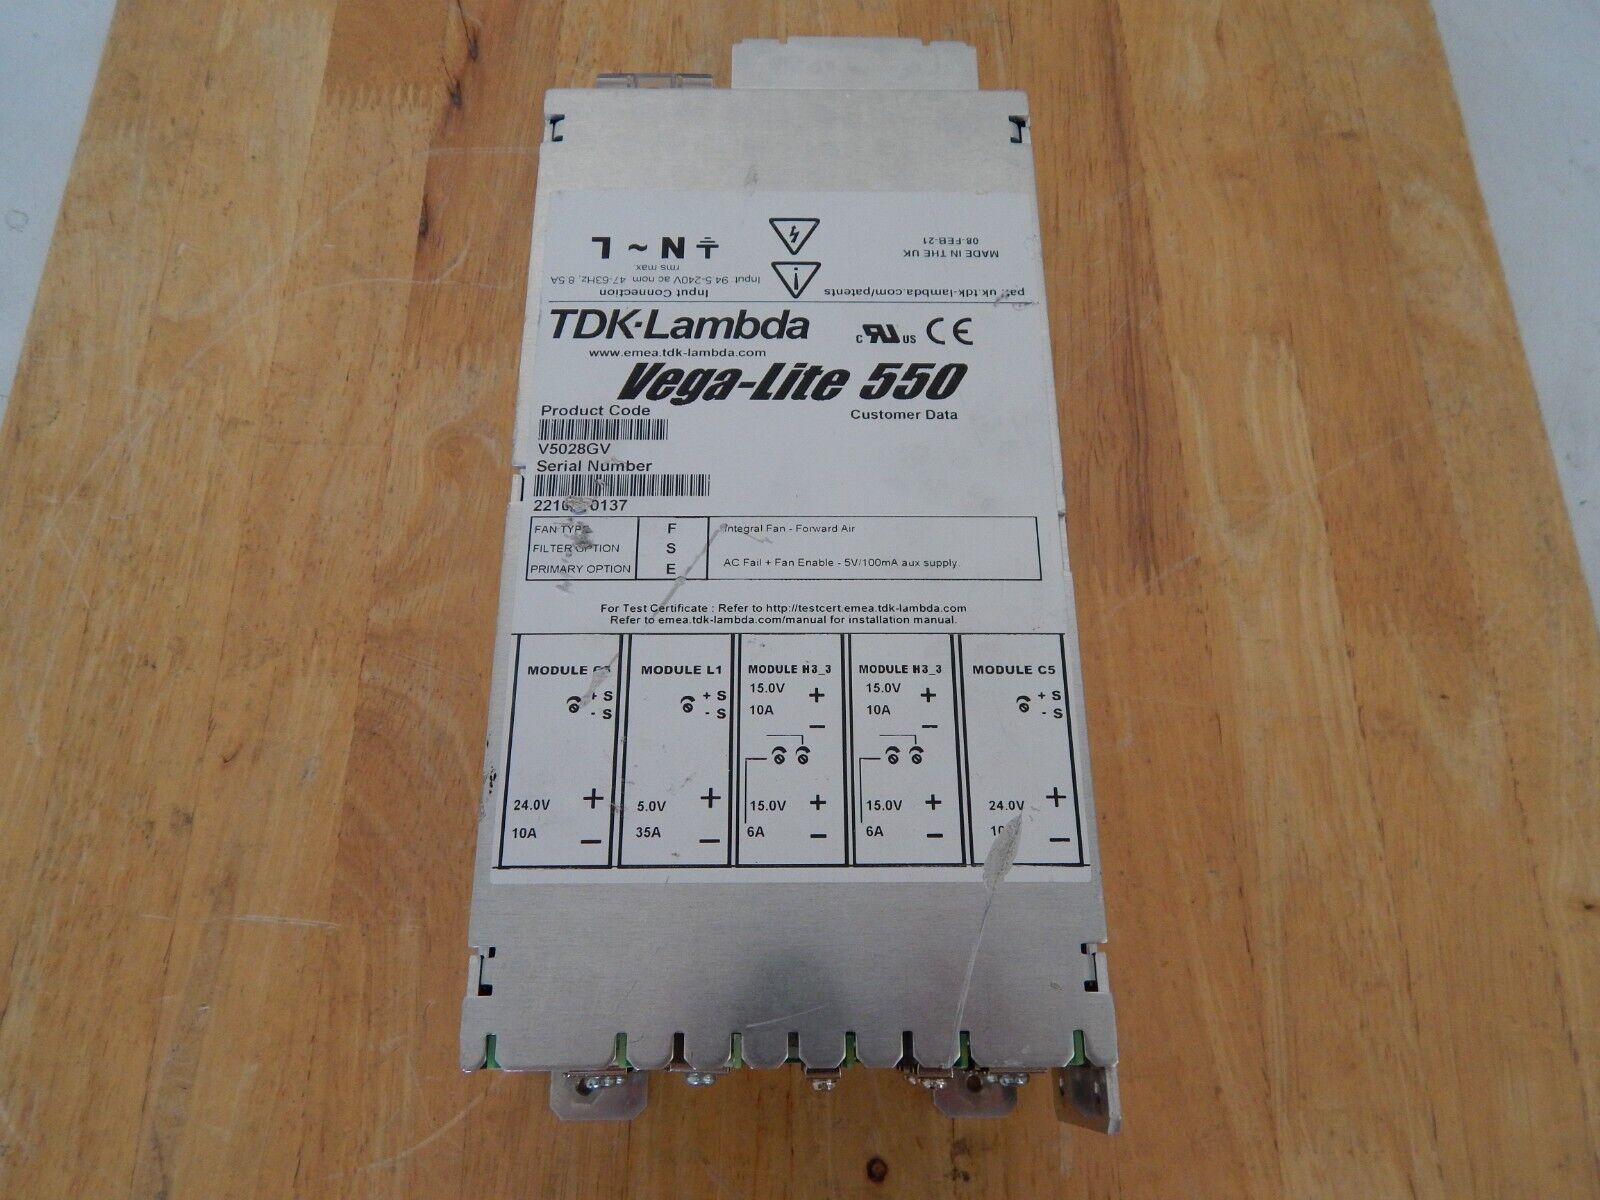 L ~ N
Input Connection
Input: 94.5-240V ac nom. 47-63Hz, 8.5A
rms max
MADE IN THE UK
08-FEB-21
pat: uk.tdk-lambda.com/patents
TDK·Lambda
c RU US CE
www.emea.tdk-lambda.com
Vega-Lite 550
Product Code
Customer Data
V5028GV
Serial Number
0137
FAN TYPE F Integral Fan - Forward Air
FILTER OPTION S
PRIMARY OPTION E AC Fail + Fan Enable - 5V/100mA aux supply.
For Test Certificate : Refer to http://testcert.emea.tdk-lambda.com
Refer to emea.tdk-lambda.com/manual for installation manual.
MODULE
+ S
- S
24.0V +
10A -
MODULE L1
+ S
- S
5.0V +
35A -
MODULE H3_3
15.0V +
10A -
15.0V +
6A -
MODULE H3_3
15.0V +
10A -
15.0V +
6A -
MODULE C5
+ S
- S
24.0V +
-